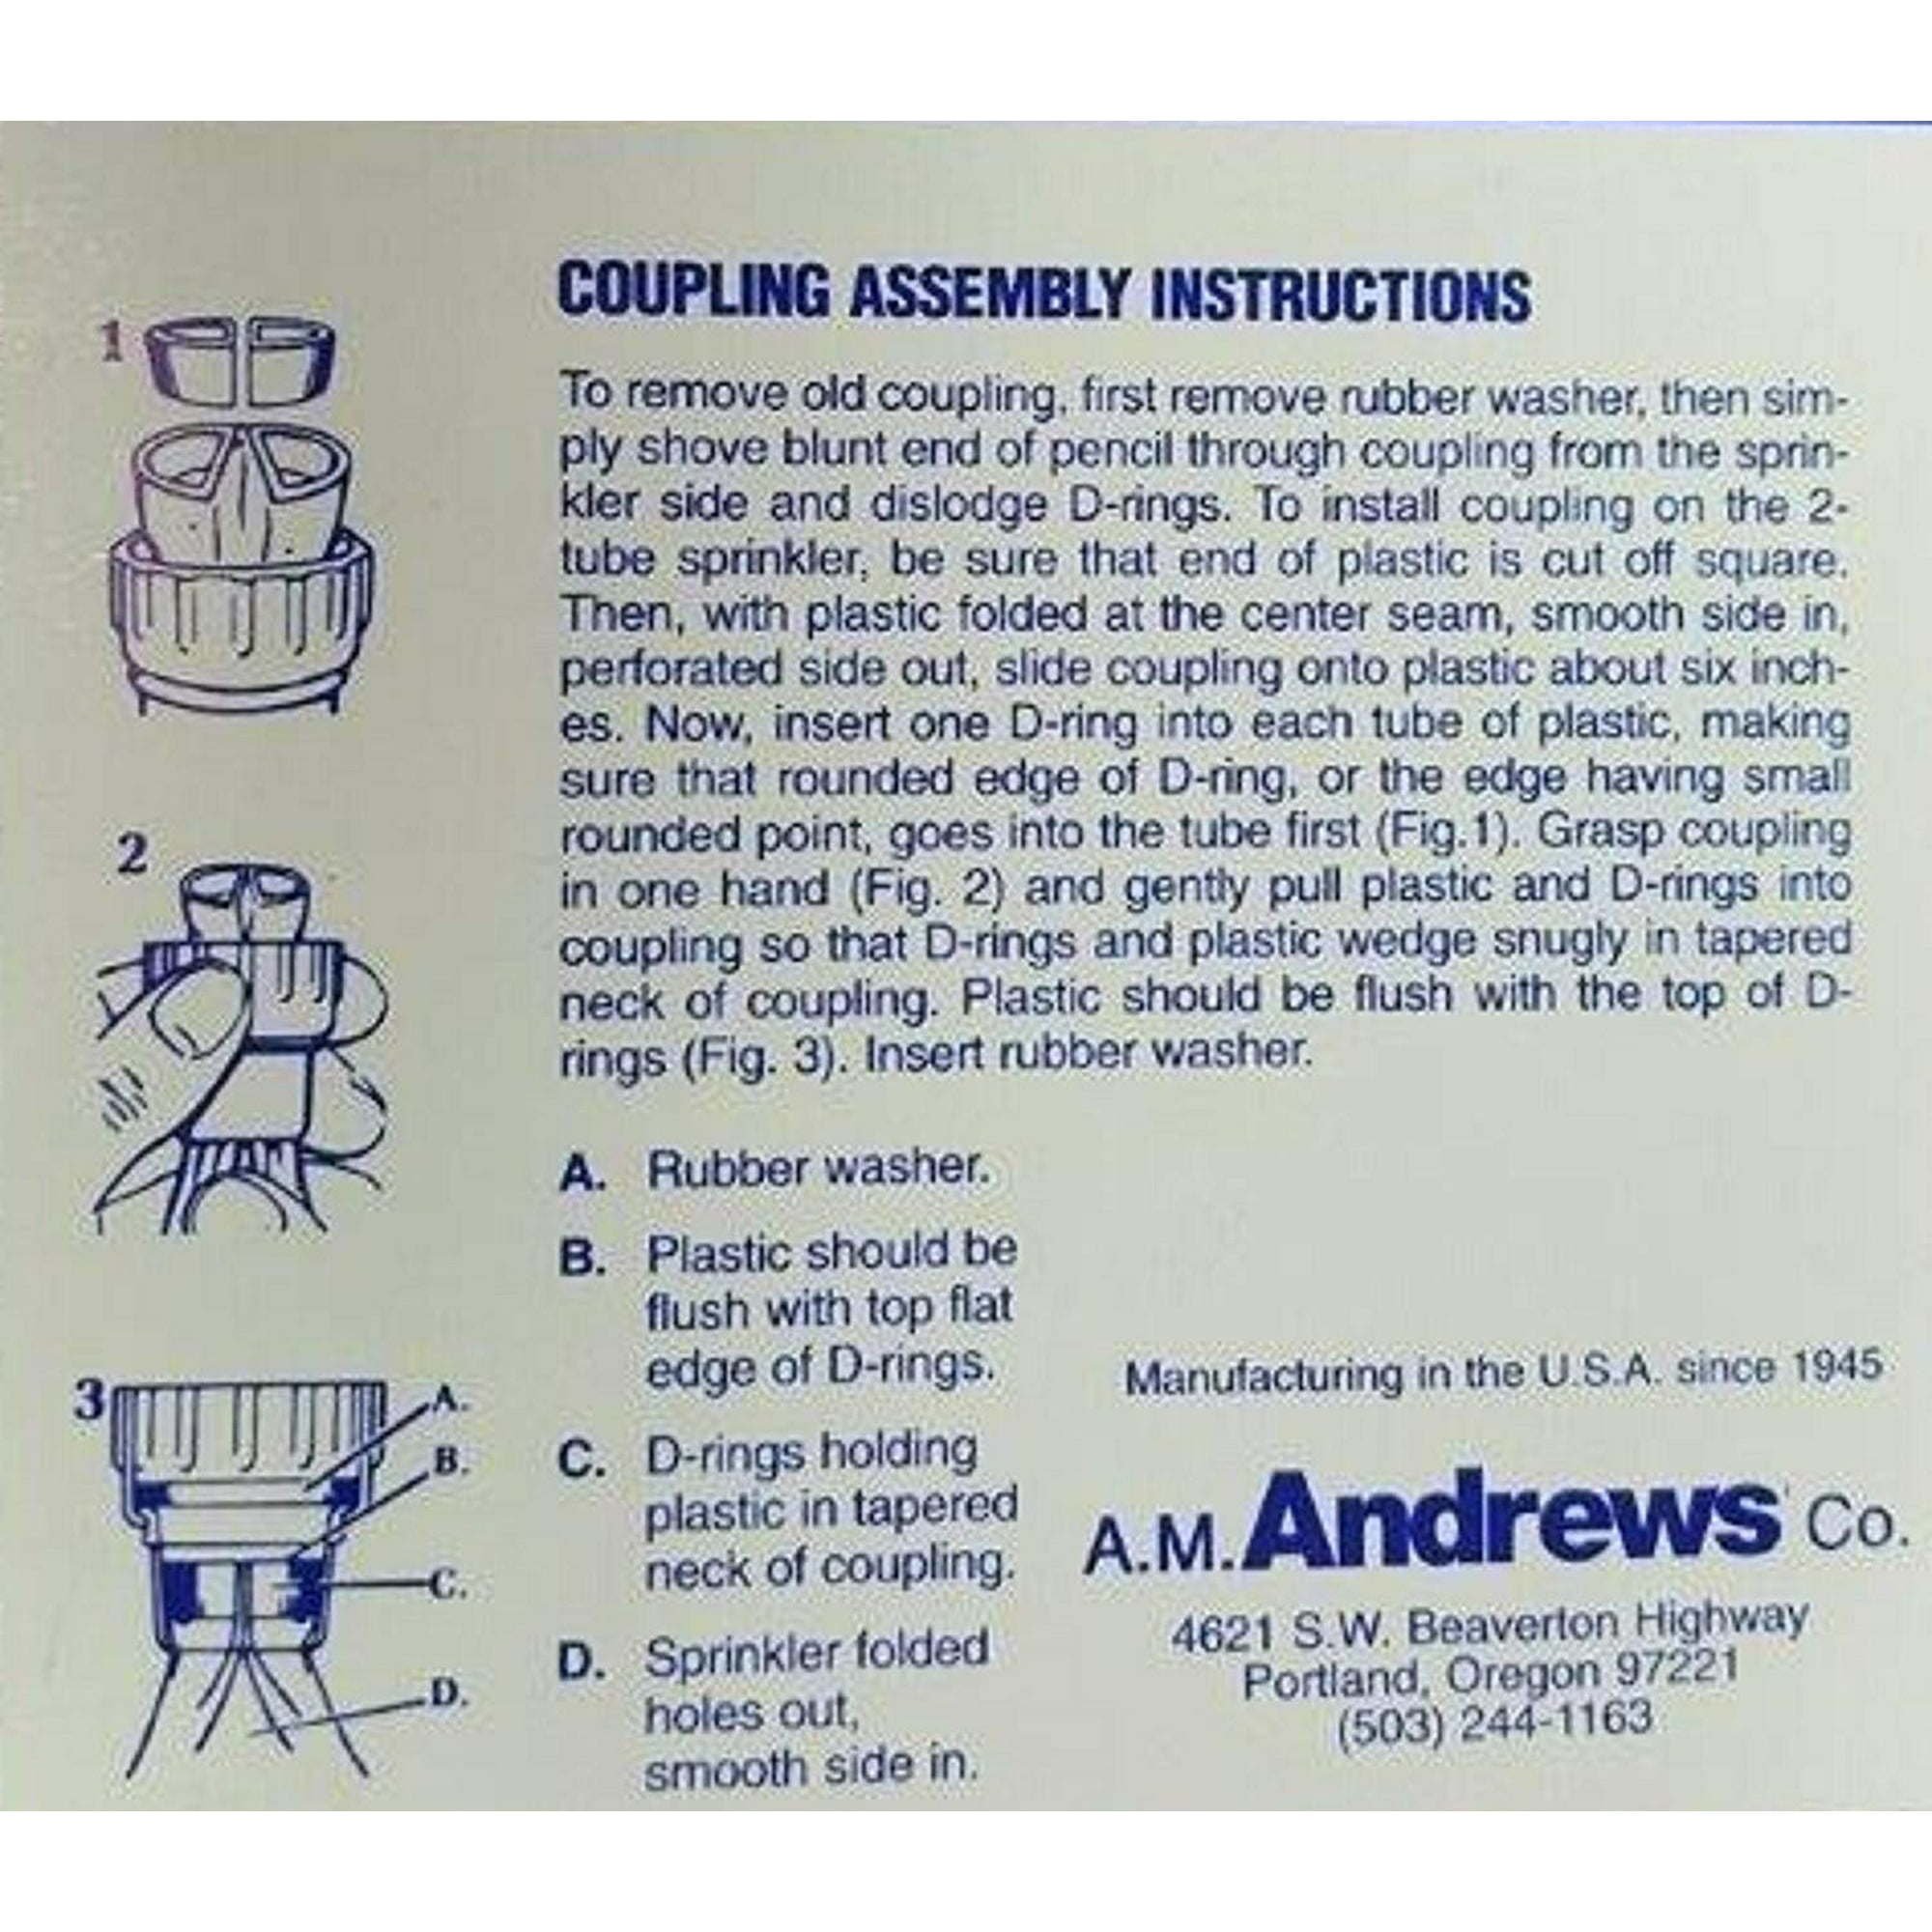 COUPLING ASSEMBLY INSTRUCTIONS
1
To remove old coupling, first remove rubber washer, then sim-
ply shove blunt end of pencil through coupling from the sprin-
kler side and dislodge D-rings. To install coupling on the 2-
tube sprinkler, be sure that end of plastic is cut off square.
Then, with plastic folded at the center seam, smooth side in,
perforated side out, slide coupling onto plastic about six inch-
es. Now, insert one D-ring into each tube of plastic, making
sure that rounded edge of D-ring, or the edge having small
rounded point, goes into the tube first (Fig.1). Grasp coupling
in one hand (Fig. 2) and gently pull plastic and D-rings into
coupling so that D-rings and plastic wedge snugly in tapered
neck of coupling. Plastic should be flush with the top of D-
rings (Fig. 3). Insert rubber washer.
2
A. Rubber washer.
B. Plastic should be
flush with top flat
edge of D-rings.
C. D-rings holding
plastic in tapered
neck of coupling.
D. Sprinkler folded
holes out,
smooth side in.
3
A.
B.
C.
D.
Manufacturing in the U.S.A. since 1945
A.M. Andrews Co.
4621 S.W. Beaverton Highway
Portland, Oregon 97221
(503) 244-1163